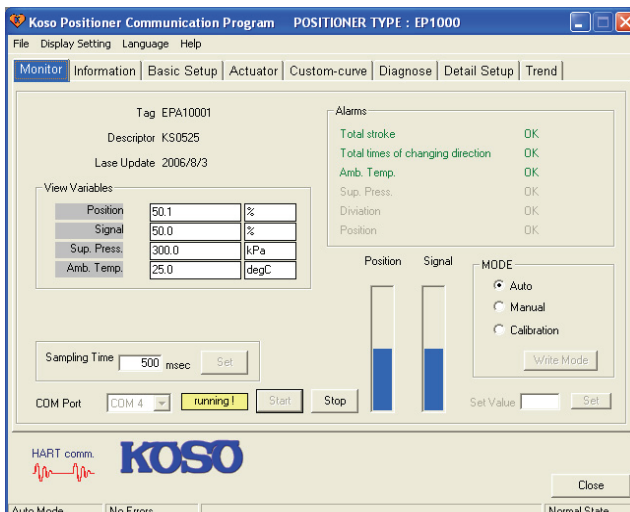 Koso Positioner Communication Program POSITIONER TYPE : EP1000
File Display Setting Language Help
Monitor Information Basic Setup Actuator Custom-curve Diagnose Detail Setup Trend
Tag EPA10001
Descriptor KS0525
Lase Update 2006/8/3
View Variables
Position 50.1 %
Signal 50.0 %
Sup. Press. 300.0 kPa
Amb. Temp. 25.0 degC
Alarms
Total stroke OK
Total times of changing direction OK
Amb. Temp. OK
Sup. Press. OK
Diviation OK
Position OK
Position Signal
MODE
Auto
Manual
Calibration
Write Mode
Sampling Time 500 msec Set
COM Port COM 4 running ! Start Stop
Set Value Set
HART comm.
KOSO
Close
Auto Mode No Errors Normal State